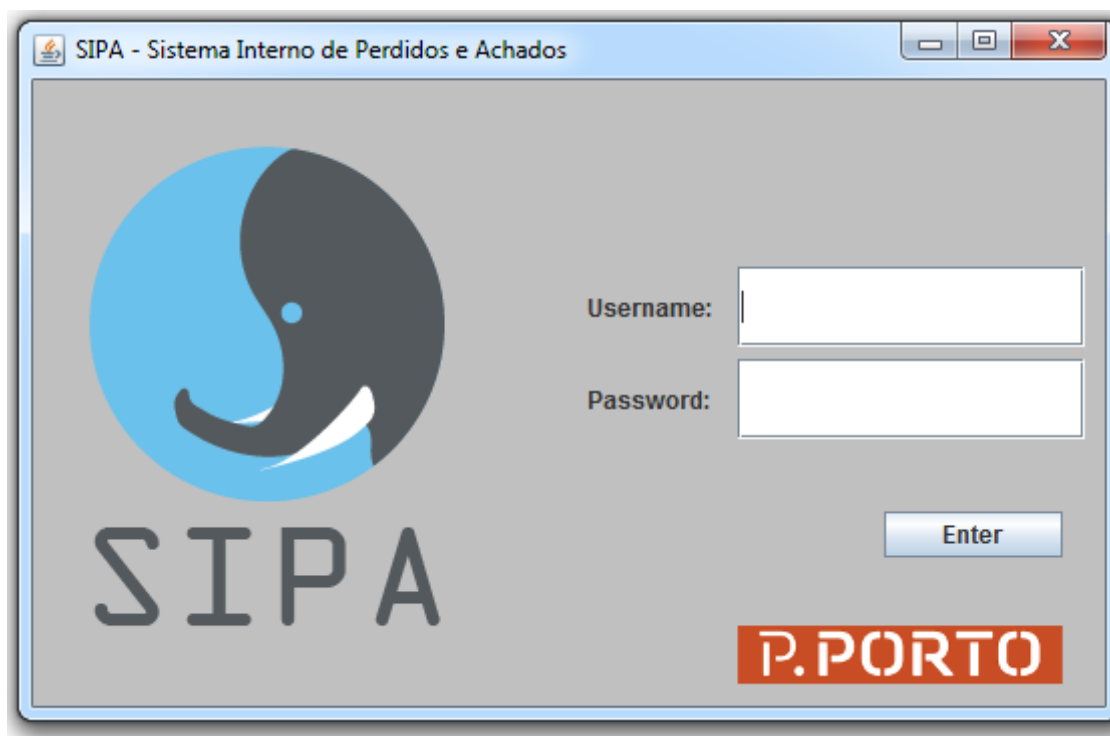 SIPA - Sistema Interno de Perdidos e Achados
Username:
Password:
Enter
SIPA
P.PORTO